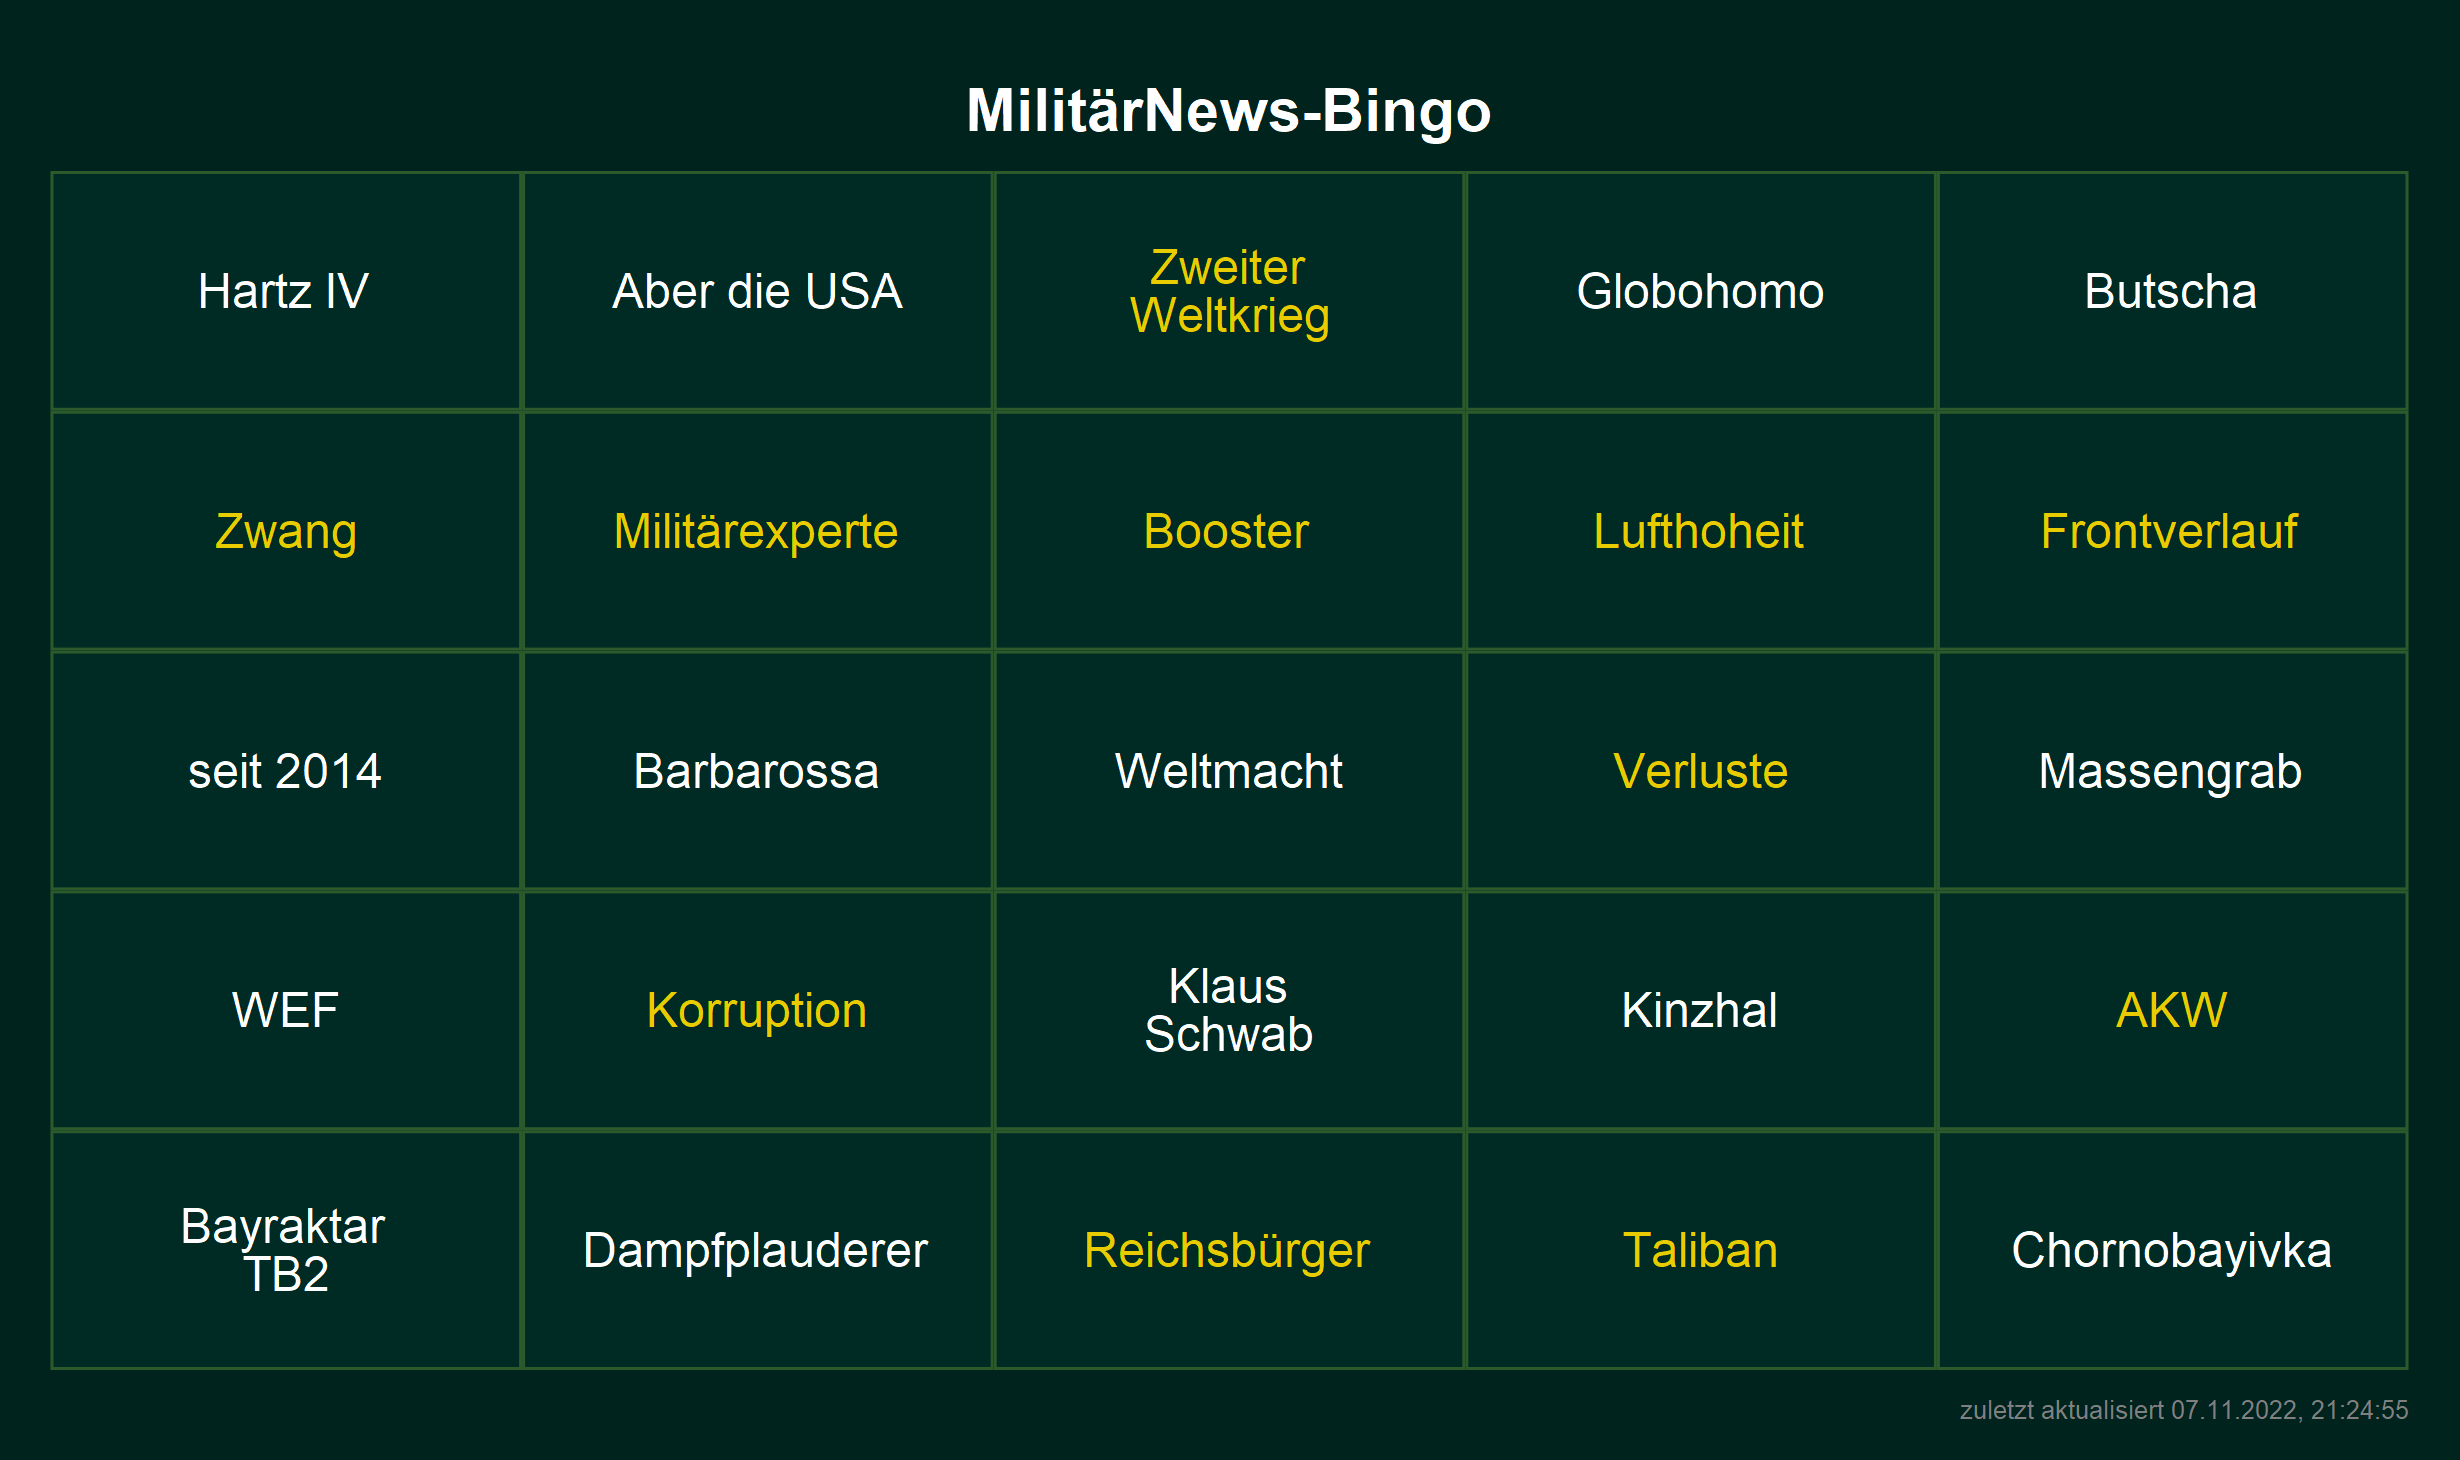 MilitärNews-Bingo
Hartz IV
Aber die USA
Zweiter
Weltkrieg
Globohomo
Butscha
Zwang
Militärexperte
Booster
Lufthoheit
Frontverlauf
seit 2014
Barbarossa
Weltmacht
Verluste
Massengrab
WEF
Korruption
Klaus
Schwab
Kinzhal
AKW
Bayraktar
TB2
Dampfplauderer
Reichsbürger
Taliban
Chornobayivka
zuletzt aktualisiert 07.11.2022, 21:24:55